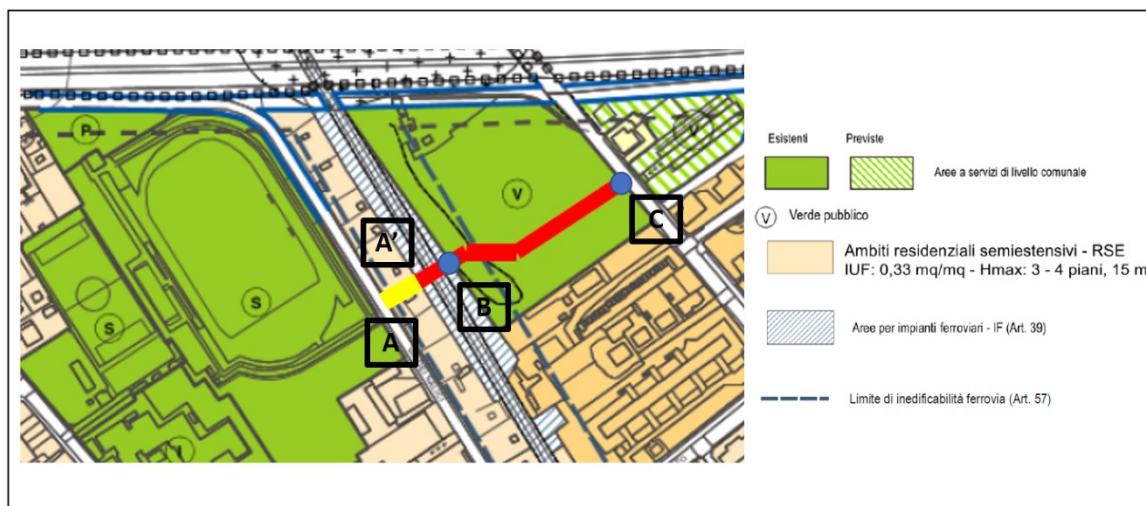 P
V
V
A'
C
S
B
S
A
I
Esistenti
Previste
Aree a servizi di livello comunale
V
Verde pubblico
Ambiti residenziali semiestensivi - RSE
IUF: 0,33 mq/mq - Hmax: 3 - 4 piani, 15 m
Aree per impianti ferroviari - IF (Art. 39)
Limite di inedificabilità ferrovia (Art. 57)